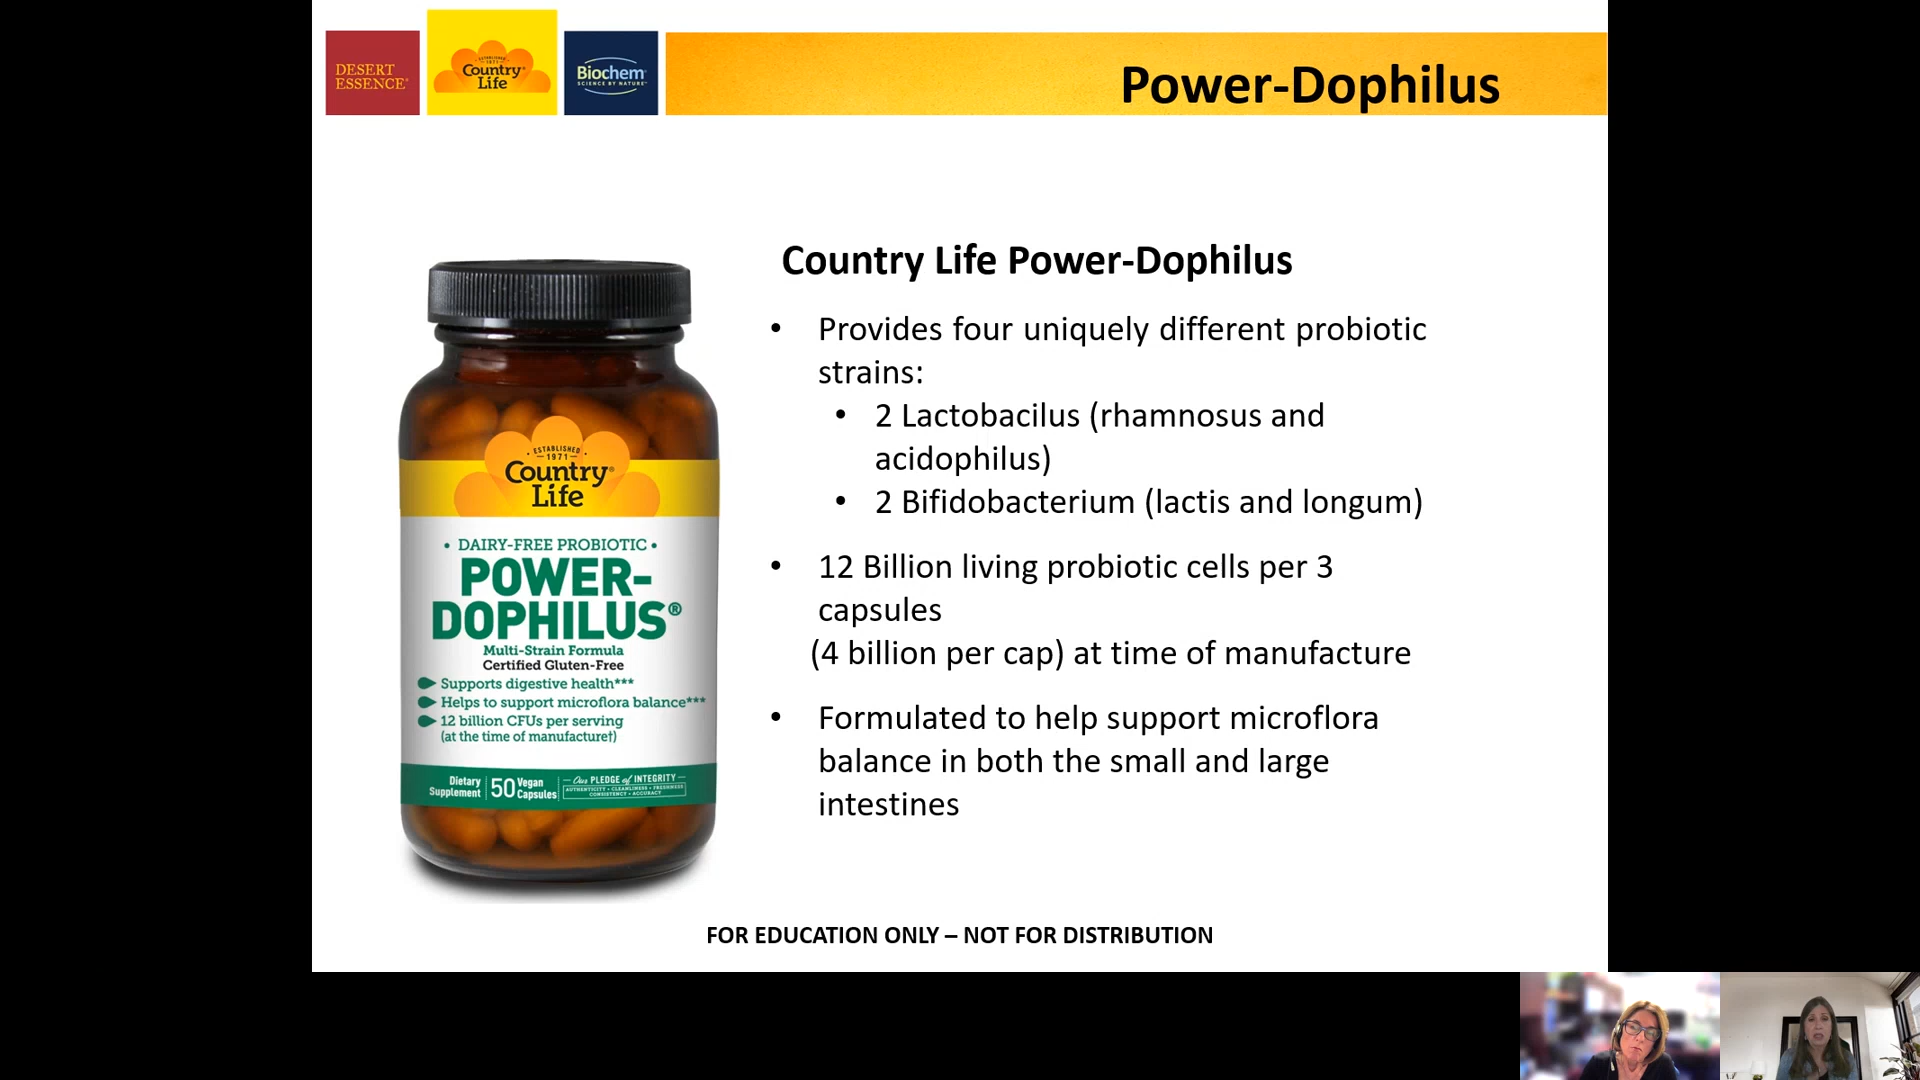 DESERT
ESSENCE®
ESTABLISHED
1971
Country®
Life
Biochem®
SCIENCE BY NATURE™
Power-Dophilus
Country Life Power-Dophilus
• Provides four uniquely different probiotic
strains:
• 2 Lactobacilus (rhamnosus and
acidophilus)
• 2 Bifidobacterium (lactis and longum)
• 12 Billion living probiotic cells per 3
capsules
(4 billion per cap) at time of manufacture
• Formulated to help support microflora
balance in both the small and large
intestines
• ESTABLISHED •
—1971—
Country®
Life
• DAIRY-FREE PROBIOTIC •
POWER-
DOPHILUS®
Multi-Strain Formula
Certified Gluten-Free
Supports digestive health***
Helps to support microflora balance***
12 billion CFUs per serving
(at the time of manufacture†)
Dietary
Supplement
50 Vegan
Capsules
— Our PLEDGE of INTEGRITY —
AUTHENTICITY • CLEANLINESS • FRESHNESS
CONSISTENCY • ACCURACY
FOR EDUCATION ONLY – NOT FOR DISTRIBUTION